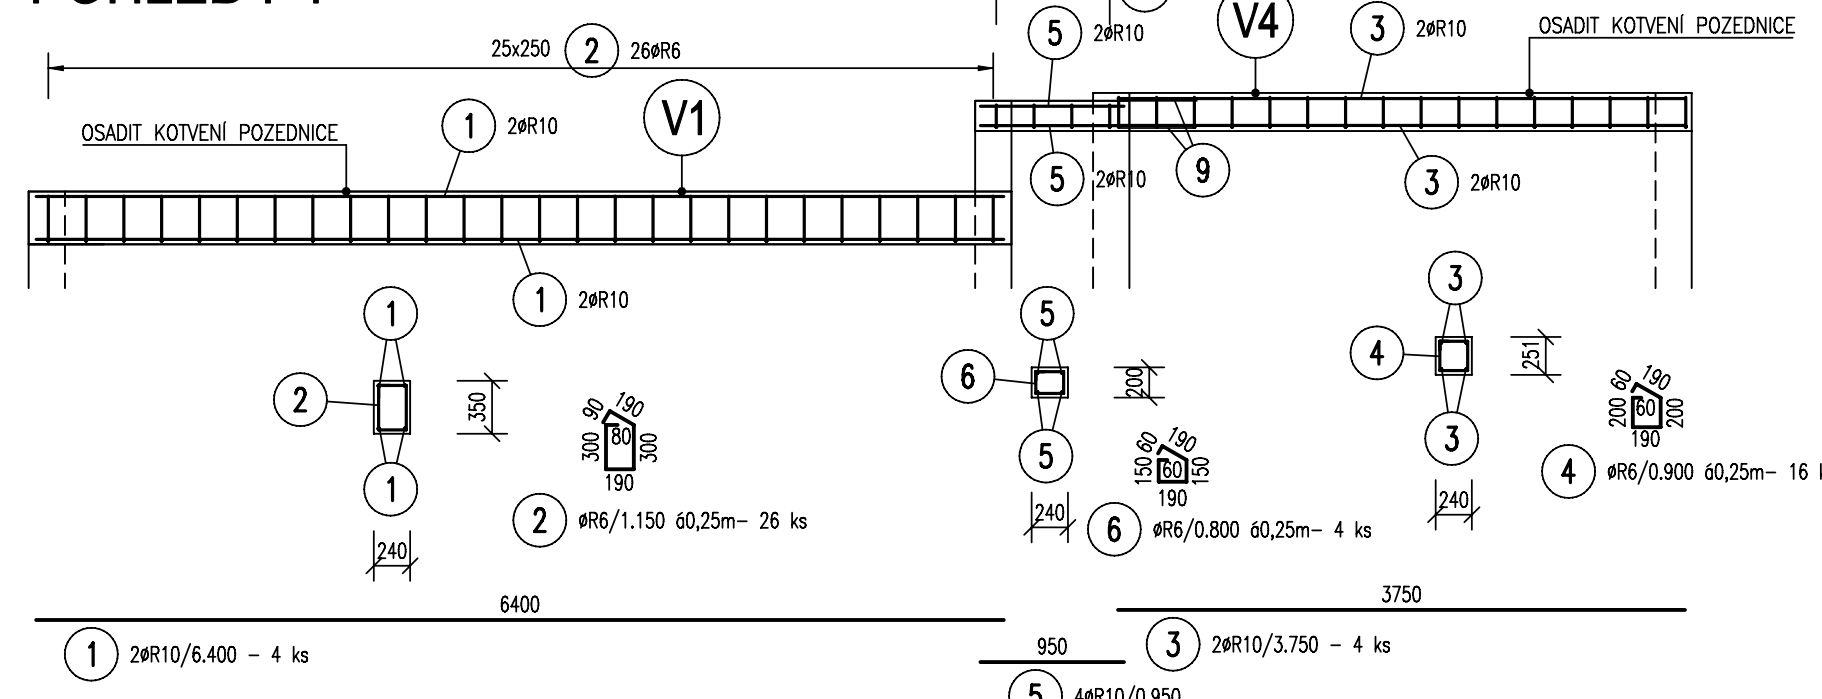 25x250 2 26øR6
5 2øR10
V4
3 2øR10
OSADIT KOTVENÍ POZEDNICE
OSADIT KOTVENÍ POZEDNICE
1 2øR10
V1
5 2øR10
9
3 2øR10
1 2øR10
1
2
350
1
240
90 190
300 80 300
190
2 øR6/1.150 á0,25m- 26 ks
5
6
200
5
240
60 190
150 60 150
190
6 øR6/0.800 á0,25m- 4 ks
3
4
251
3
240
60 190
200 60 200
190
4 øR6/0.900 á0,25m- 16
6400
1 2øR10/6.400 - 4 ks
950
5 4øR10/0.950
3750
3 2øR10/3.750 - 4 ks